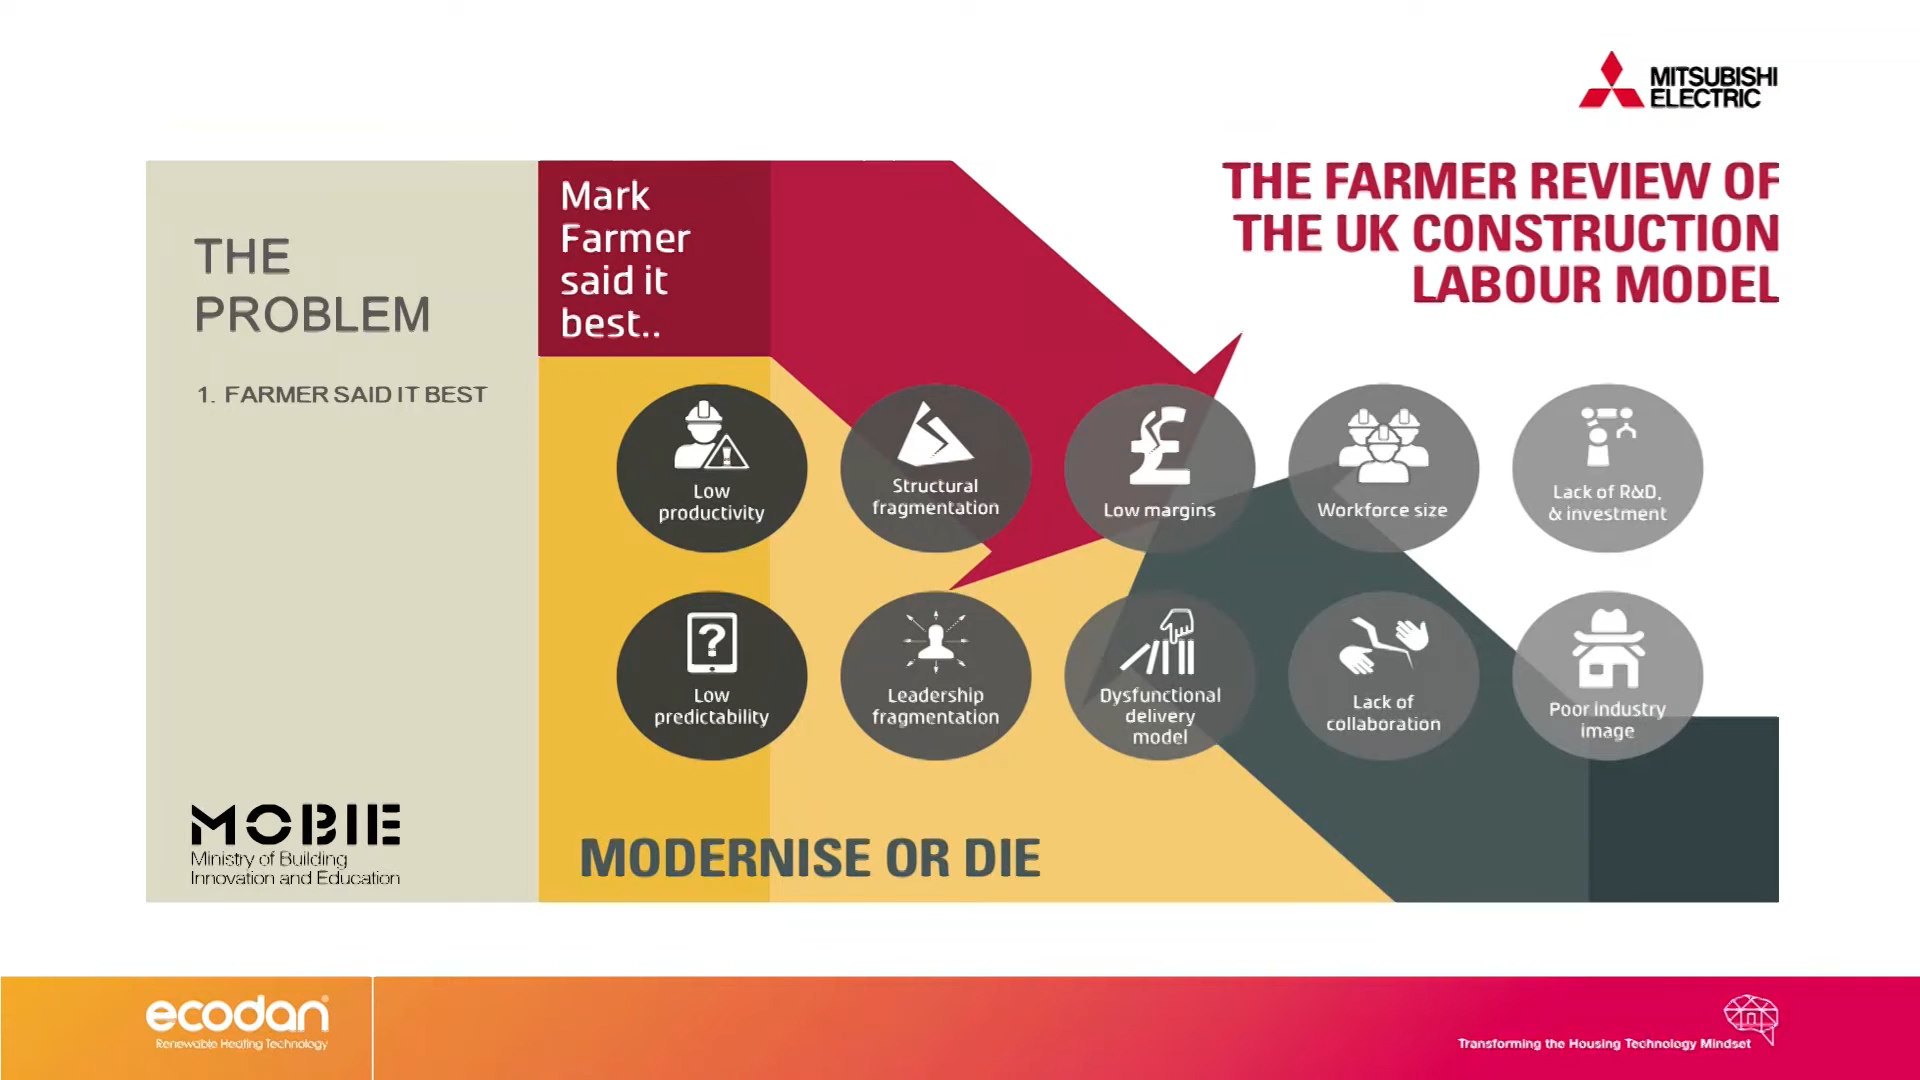 MITSUBISHI
ELECTRIC
THE
PROBLEM
1. FARMER SAID IT BEST
MOBIE
Ministry of Building
Innovation and Education
Mark
Farmer
said it
best..
THE FARMER REVIEW OF
THE UK CONSTRUCTION
LABOUR MODEL
Low
productivity
Structural
fragmentation
Low margins
Workforce size
Lack of R&D,
& investment
Low
predictability
Leadership
fragmentation
Dysfunctional
delivery
model
Lack of
collaboration
Poor industry
image
MODERNISE OR DIE
ecodan®
Renewable Heating Technology
Transforming the Housing Technology Mindset